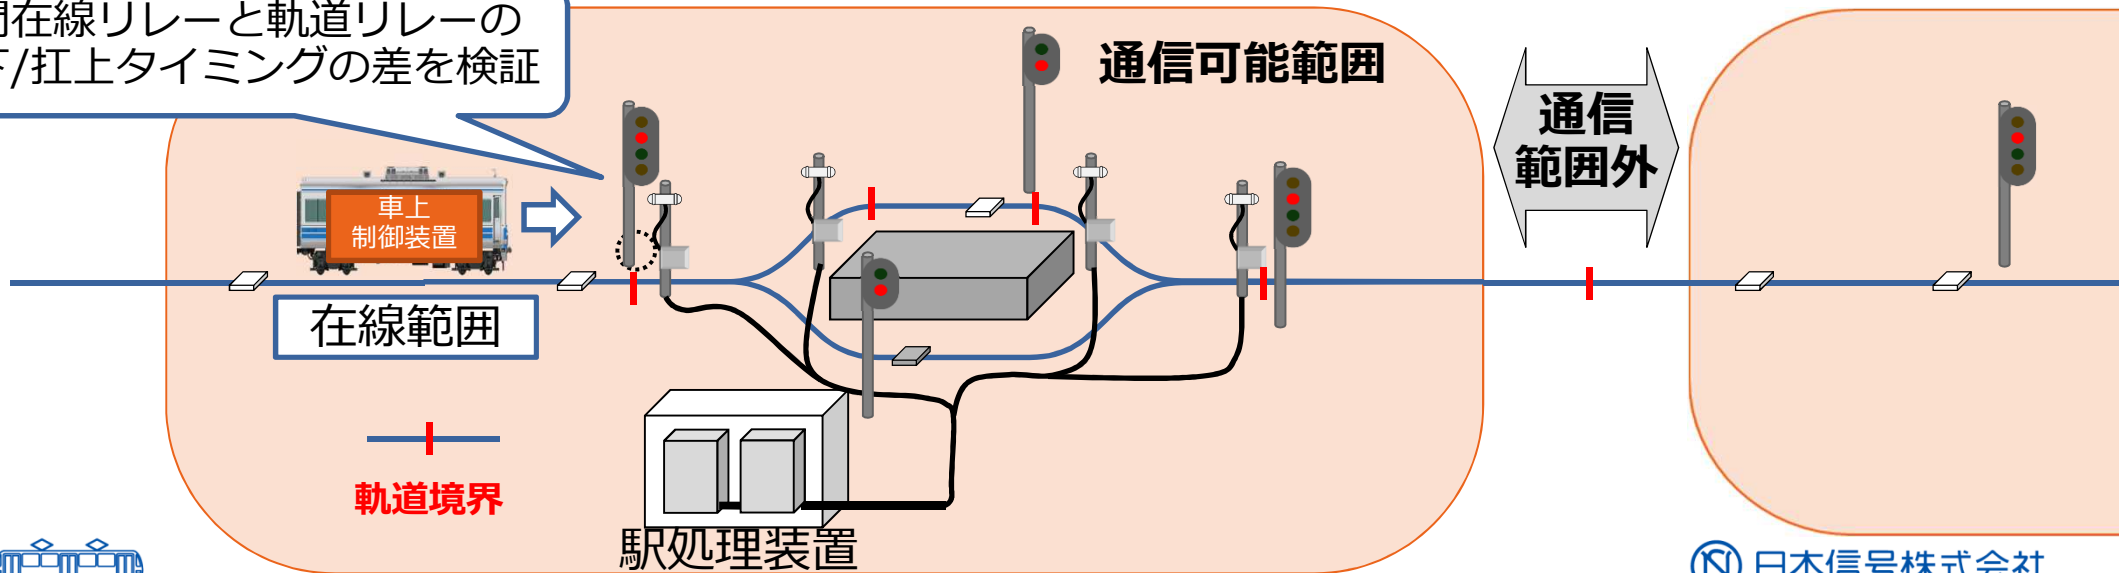 在線リレーと軌道リレーの
/扛上タイミングの差を検証
通信可能範囲
通信
範囲外
車上
制御装置
在線範囲
軌道境界
駅処理装置
日本信号株式会社